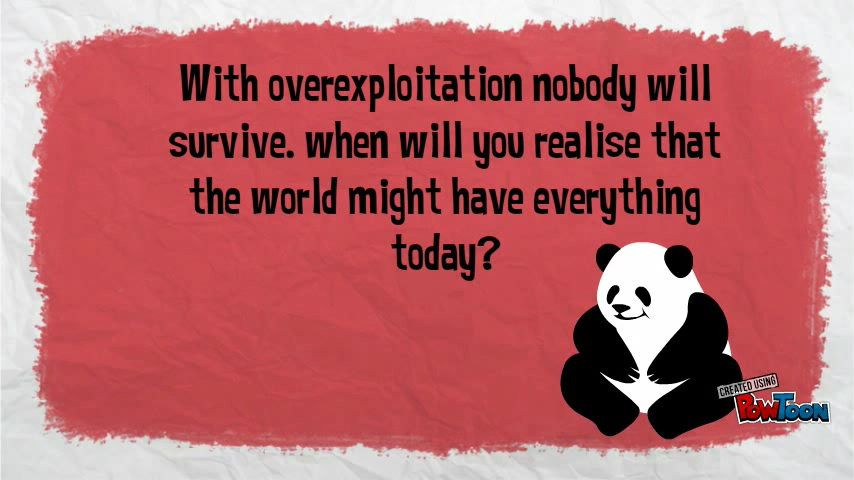 With overexploitation nobody will
survive. when will you realise that
the world might have everything
today?
CREATED USING
POWTOON